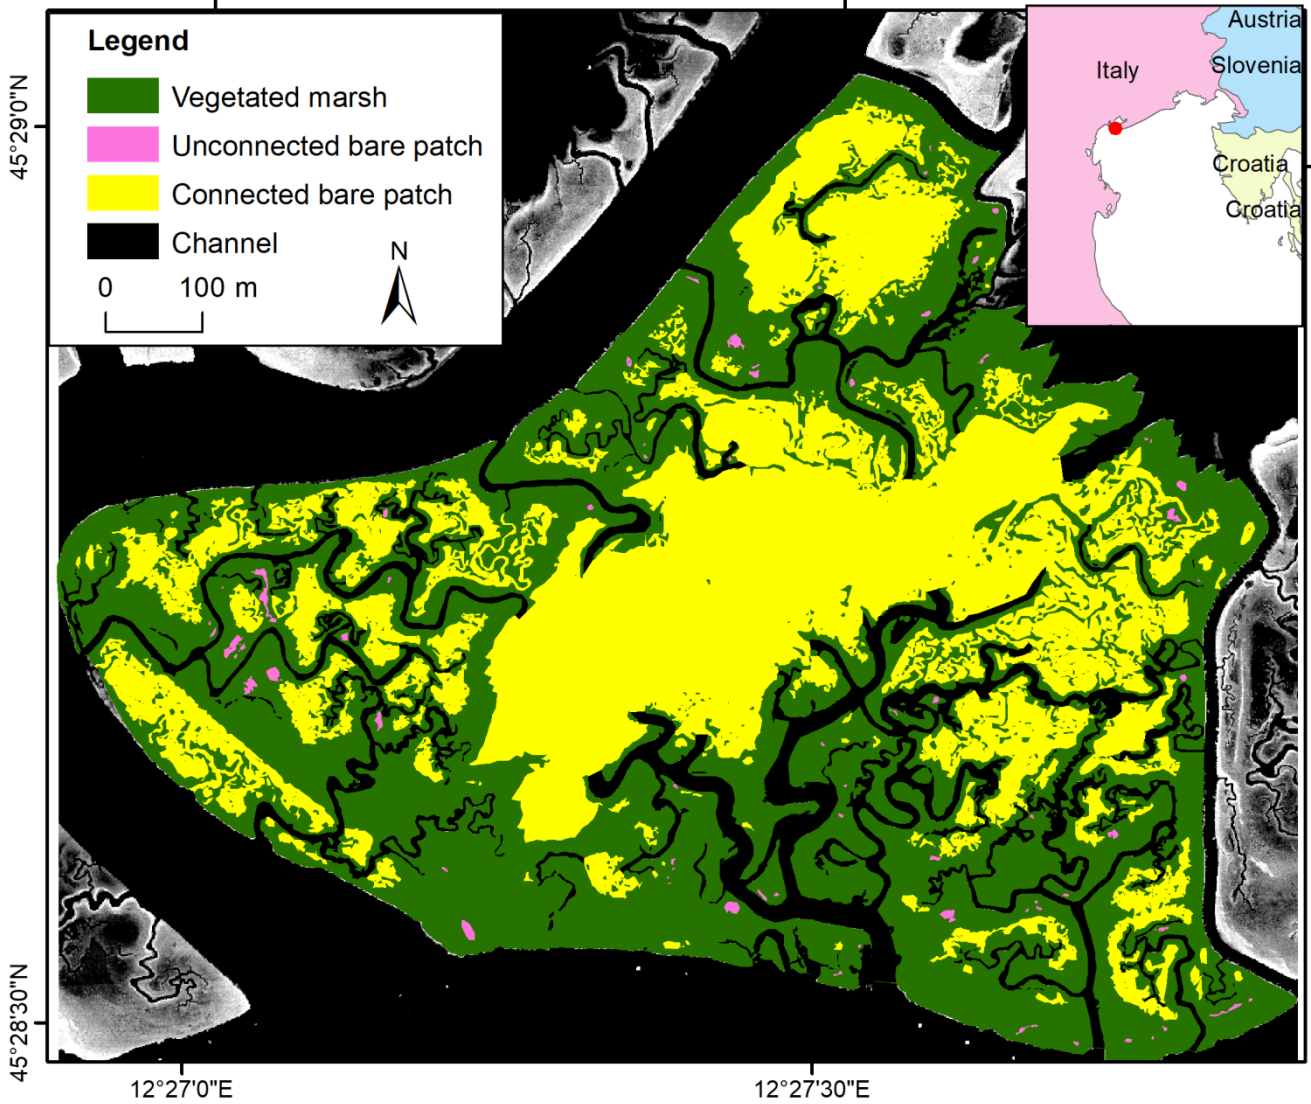 Legend
Vegetated marsh
Unconnected bare patch
Connected bare patch
Channel
0 100 m
N
Austria
Italy
Slovenia
Croatia
Croatia
45°29'0"N
45°28'30"N
12°27'0"E
12°27'30"E